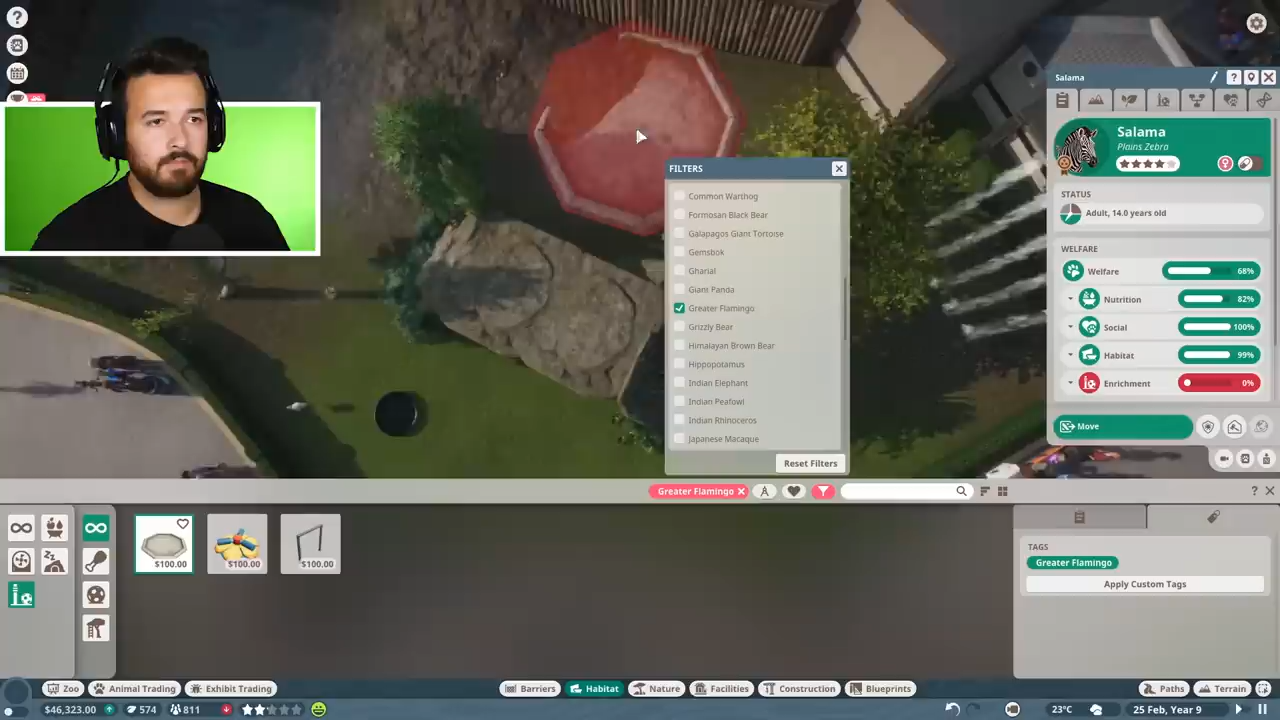 Salama
Salama
Plains Zebra
STATUS
Adult, 14.0 years old
WELFARE
Welfare 68%
Nutrition 82%
Social 100%
Habitat 99%
Enrichment 0%
Move
FILTERS
Common Warthog
Formosan Black Bear
Galapagos Giant Tortoise
Gemsbok
Gharial
Giant Panda
Greater Flamingo
Grizzly Bear
Himalayan Brown Bear
Hippopotamus
Indian Elephant
Indian Peafowl
Indian Rhinoceros
Japanese Macaque
Reset Filters
Greater Flamingo
$100.00
$100.00
$100.00
TAGS
Greater Flamingo
Apply Custom Tags
Zoo Animal Trading Exhibit Trading Barriers Habitat Nature Facilities Construction Blueprints Paths Terrain
$46,323.00 574 811 23°C 25 Feb, Year 9